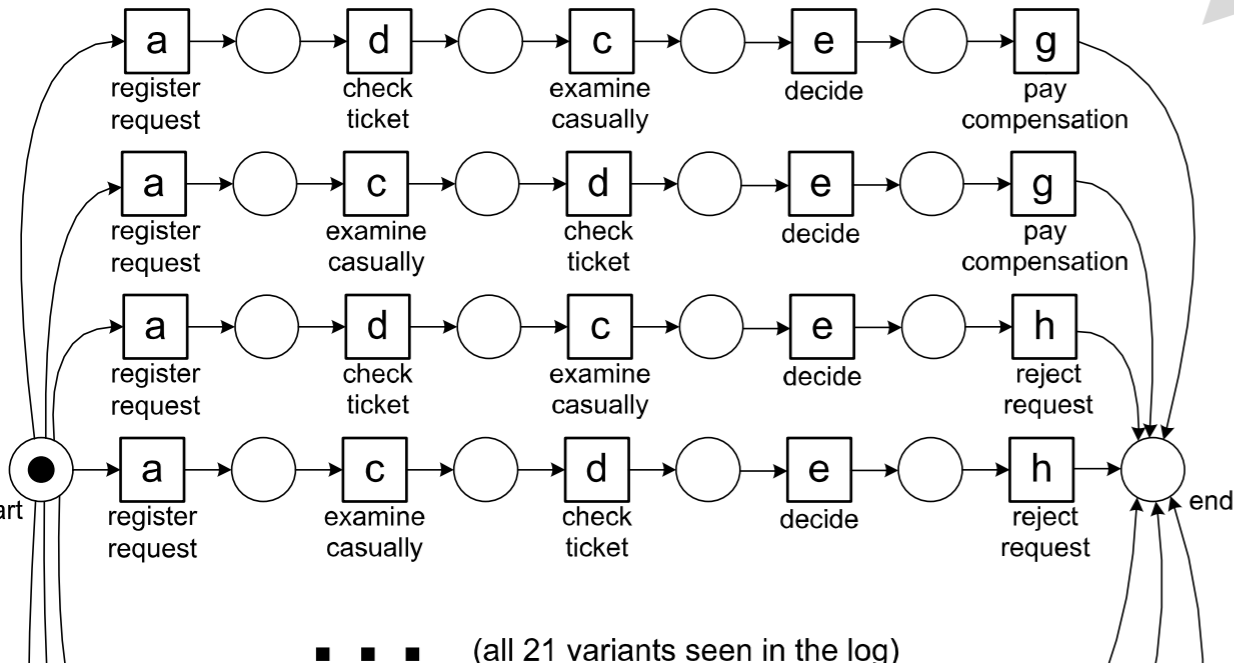 a d c e g
register check examine decide pay
request ticket casually compensation
a c d e g
register examine check decide pay
request casually ticket compensation
a d c e h
register check examine decide reject
request ticket casually request
a c d e h
art end
register examine check decide reject
request casually ticket request
(all 21 variants seen in the log)